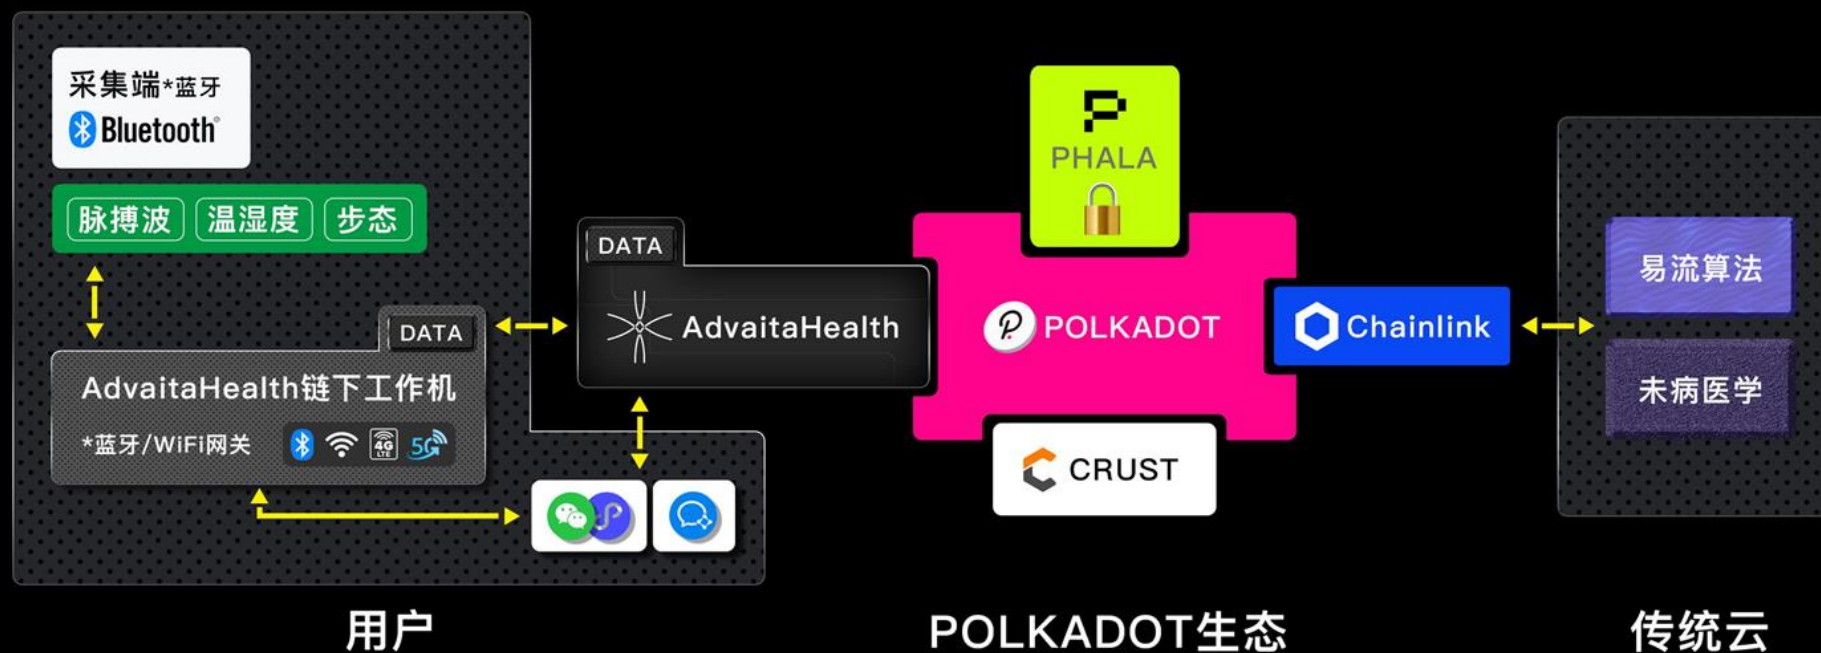 采集端*蓝牙
Bluetooth
脉搏波 温湿度 步态
DATA
AdvaitaHealth链下工作机
*蓝牙/WiFi网关
4G
LTE
5G
DATA
AdvaitaHealth
PHALA
POLKADOT
Chainlink
CRUST
易流算法
未病医学
用户
POLKADOT生态
传统云